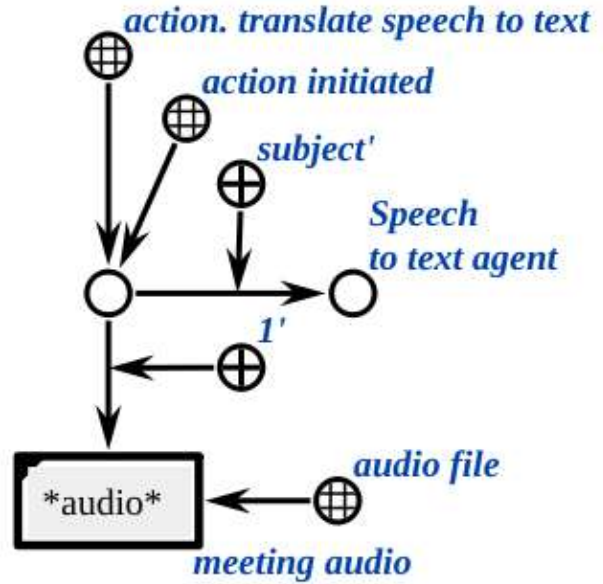 action. translate speech to text
action initiated
subject'
Speech
to text agent
1'
audio file
*audio*
meeting audio